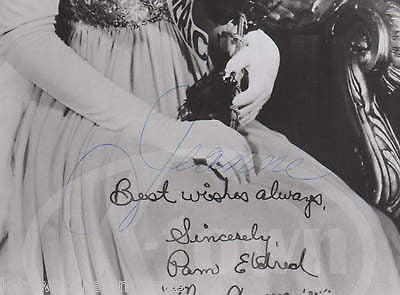 Jeanne
Best wishes always,
Sincerely,
Pam Eldred